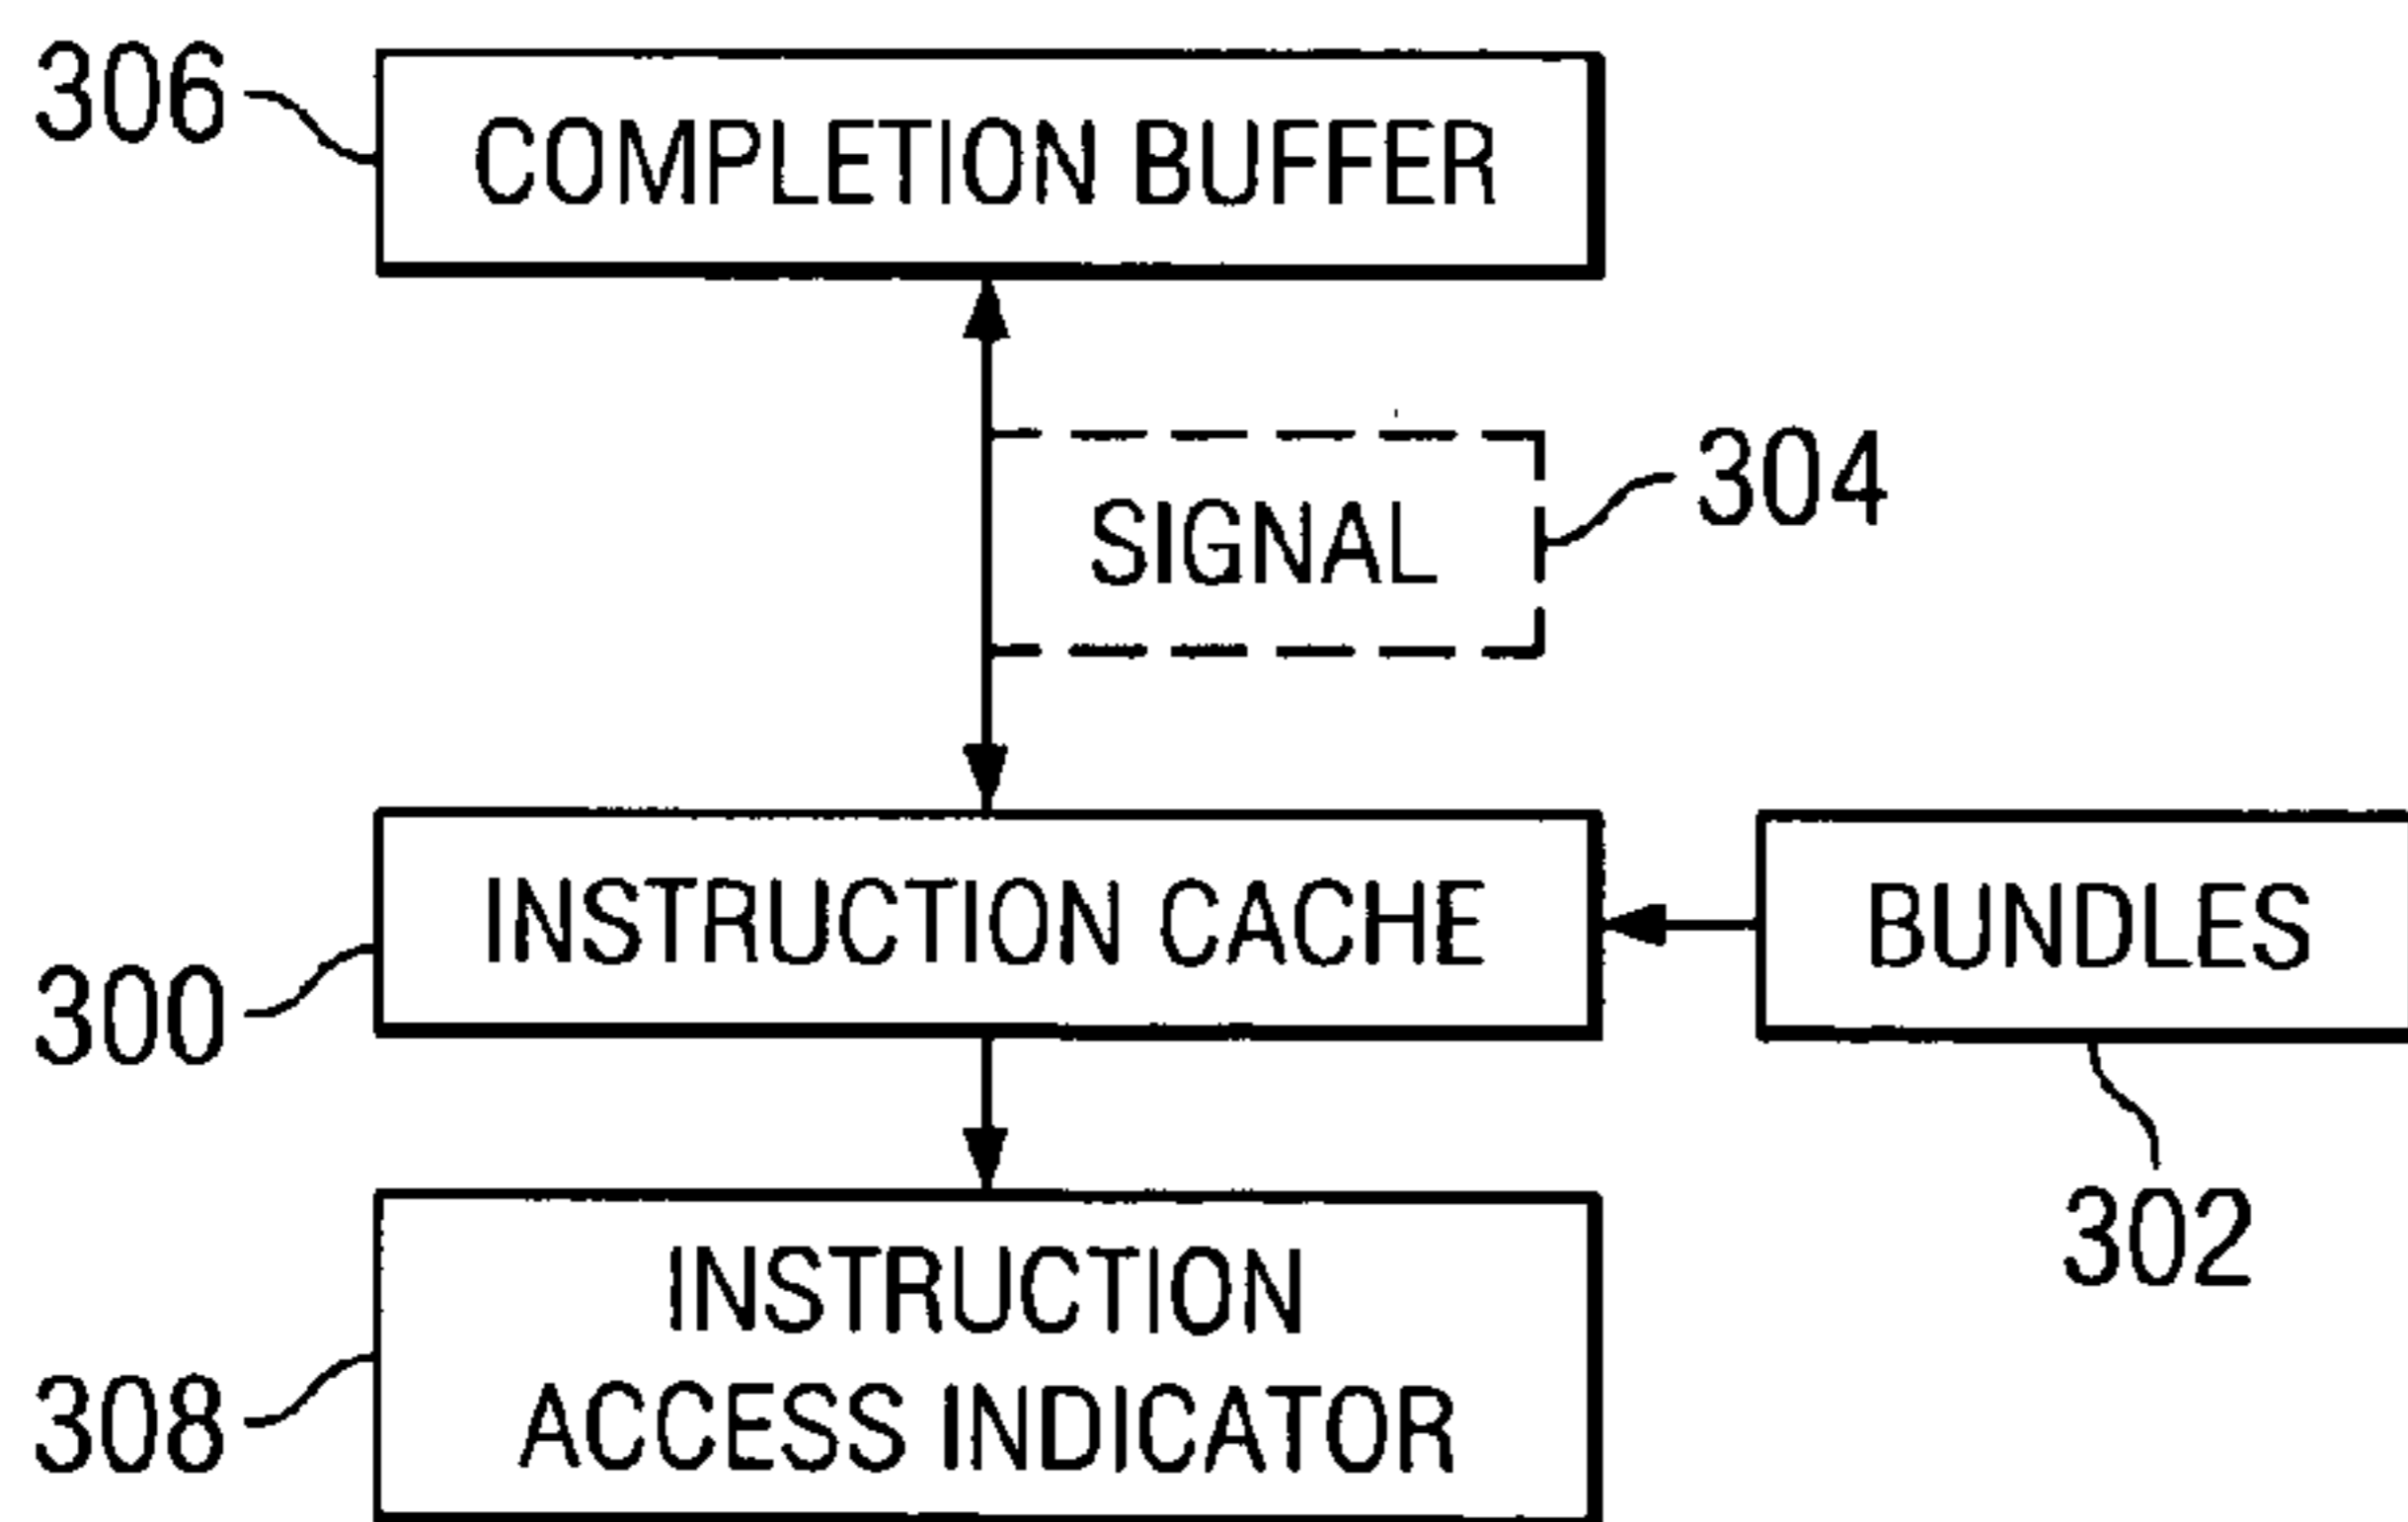 306
COMPLETION BUFFER
SIGNAL
304
INSTRUCTION CACHE
BUNDLES
300
302
INSTRUCTION
ACCESS INDICATOR
308